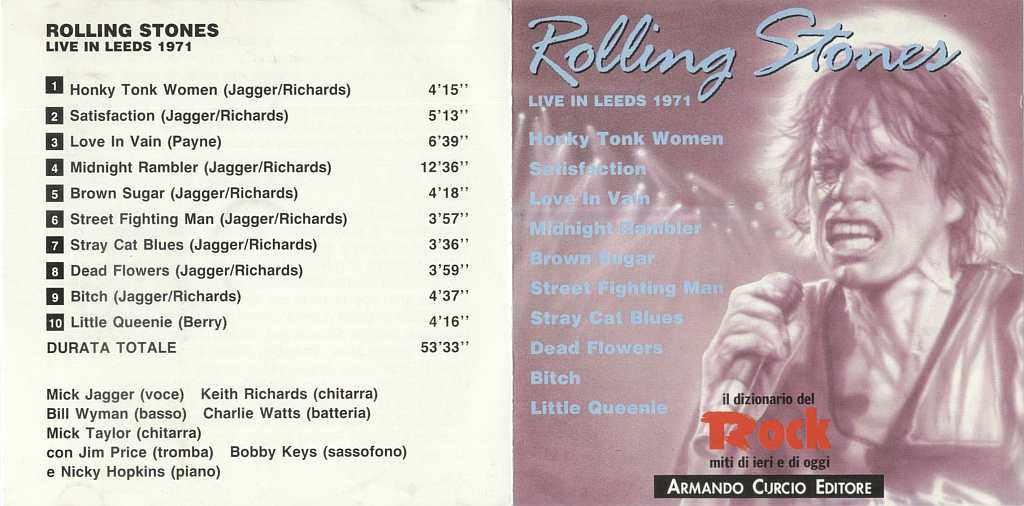 ROLLING STONES
LIVE IN LEEDS 1971
1 Honky Tonk Women (Jagger/Richards) 4'15''
2 Satisfaction (Jagger/Richards) 5'13''
3 Love In Vain (Payne) 6'39''
4 Midnight Rambler (Jagger/Richards) 12'36''
5 Brown Sugar (Jagger/Richards) 4'18''
6 Street Fighting Man (Jagger/Richards) 3'57''
7 Stray Cat Blues (Jagger/Richards) 3'36''
8 Dead Flowers (Jagger/Richards) 3'59''
9 Bitch (Jagger/Richards) 4'37''
10 Little Queenie (Berry) 4'16''
DURATA TOTALE 53'33''
Mick Jagger (voce) Keith Richards (chitarra)
Bill Wyman (basso) Charlie Watts (batteria)
Mick Taylor (chitarra)
con Jim Price (tromba) Bobby Keys (sassofono)
e Nicky Hopkins (piano)
Rolling Stones
LIVE IN LEEDS 1971
Honky Tonk Women
Satisfaction
Love In Vain
Midnight Rambler
Brown Sugar
Street Fighting Man
Stray Cat Blues
Dead Flowers
Bitch
Little Queenie
il dizionario del
Rock
miti di ieri e di oggi
ARMANDO CURCIO EDITORE